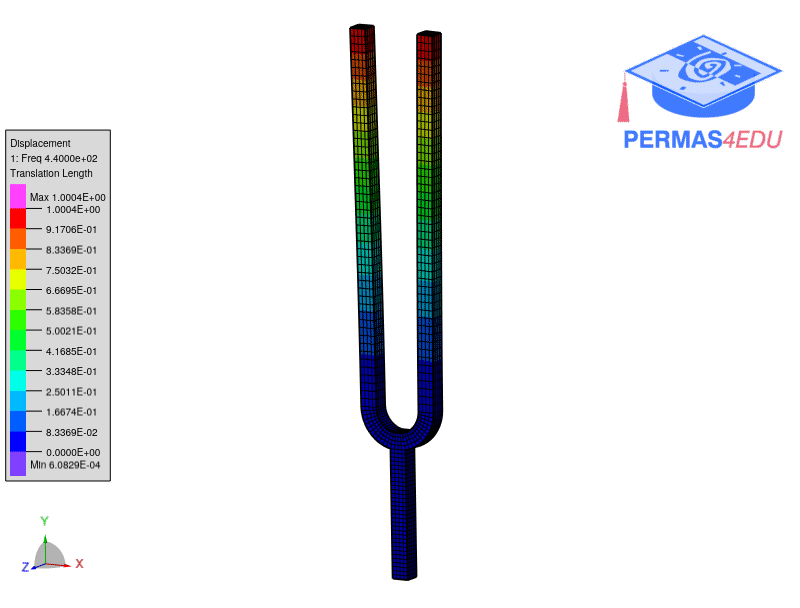 Displacement
1: Freq 4.4000e+02
Translation Length
Max 1.0004E+00
1.0004E+00
9.1706E-01
8.3369E-01
7.5032E-01
6.6695E-01
5.8358E-01
5.0021E-01
4.1685E-01
3.3348E-01
2.5011E-01
1.6674E-01
8.3369E-02
0.0000E+00
Min 6.0829E-04
PERMAS4EDU
Y
Z
X